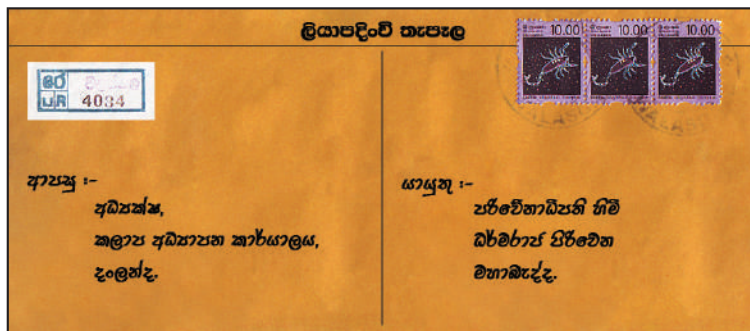 ලියාපදිංචි තැපෑල
10.00 10.00 10.00
රෙ
ப/R 4034
ආපසු :-
අධ්‍යක්ෂ,
කලාප අධ්‍යාපන කාර්යාලය,
දංලන්ද.
යායුතු :-
පරිවේනාධිපති හිමි
ධර්මරාජ පිරිවෙන
මහාබැද්ද.